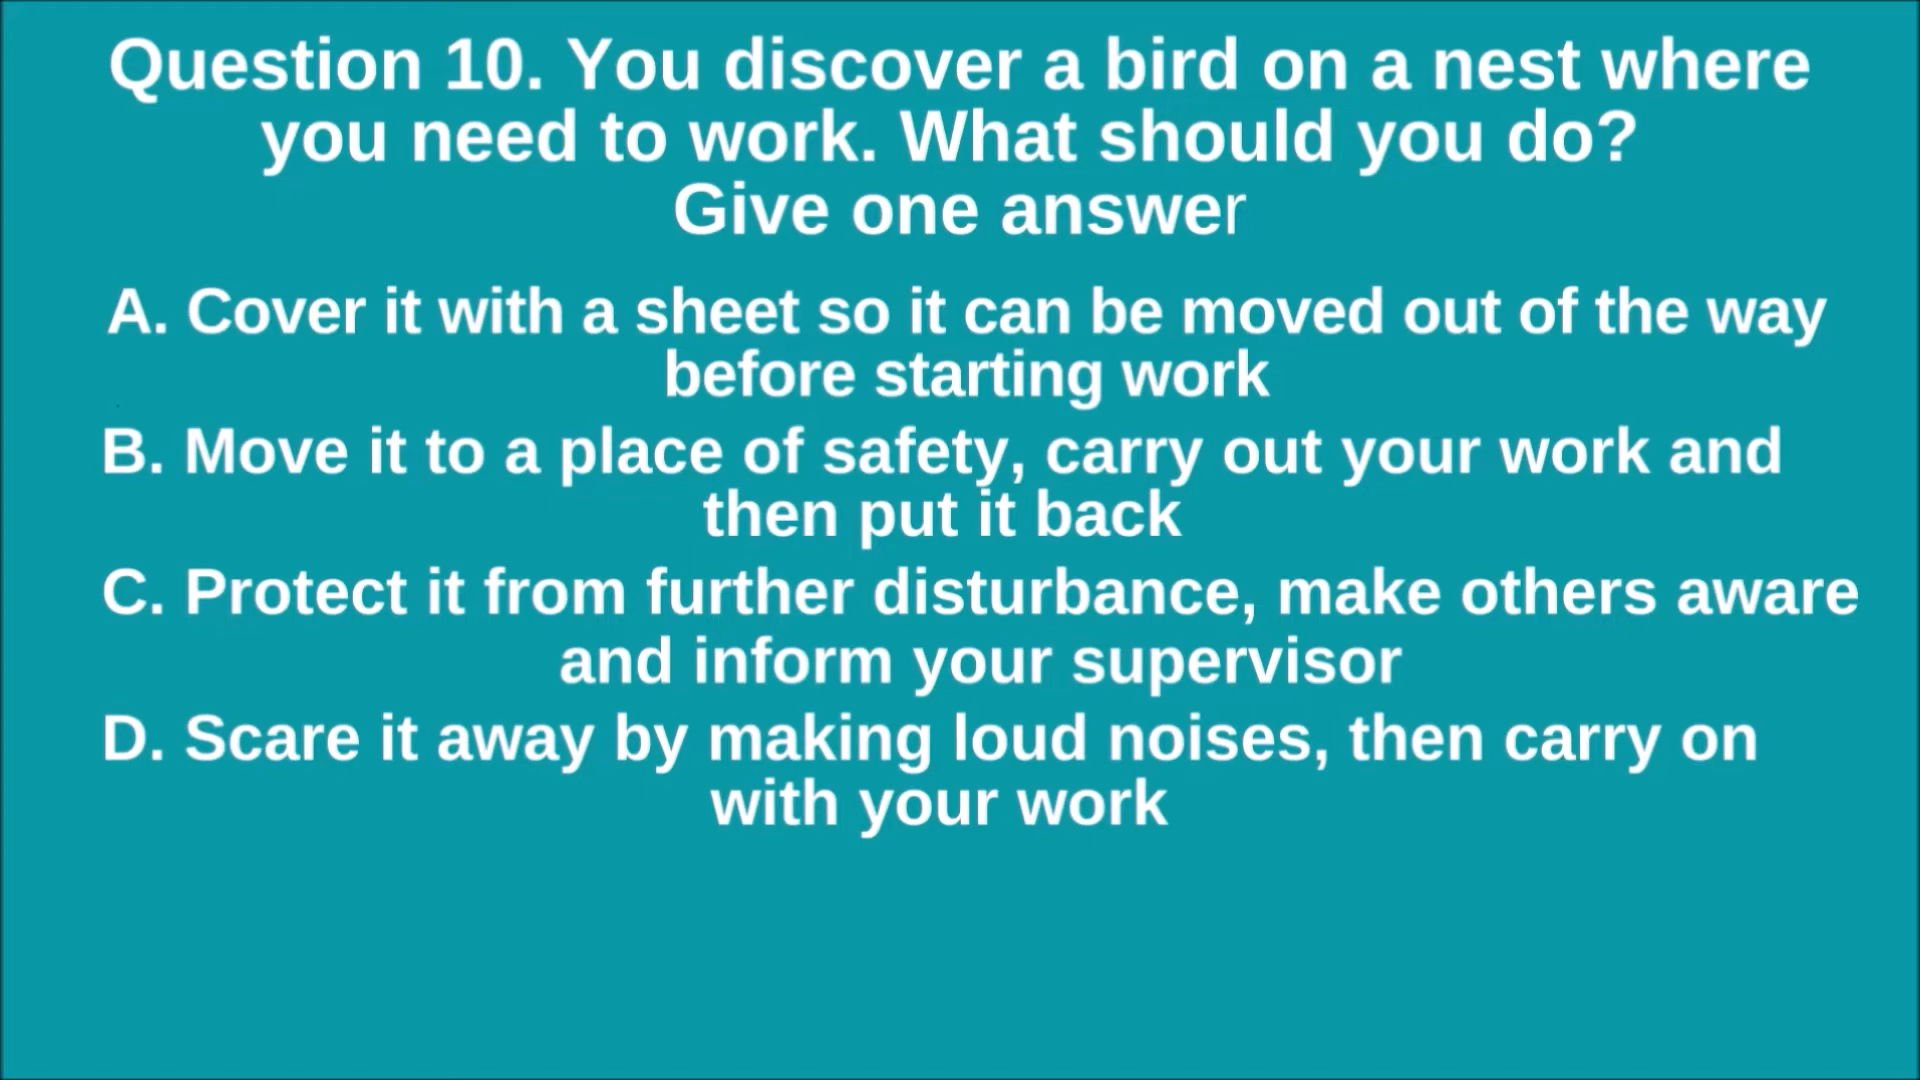 Question 10. You discover a bird on a nest where
you need to work. What should you do?
Give one answer
A. Cover it with a sheet so it can be moved out of the way
before starting work
B. Move it to a place of safety, carry out your work and
then put it back
C. Protect it from further disturbance, make others aware
and inform your supervisor
D. Scare it away by making loud noises, then carry on
with your work